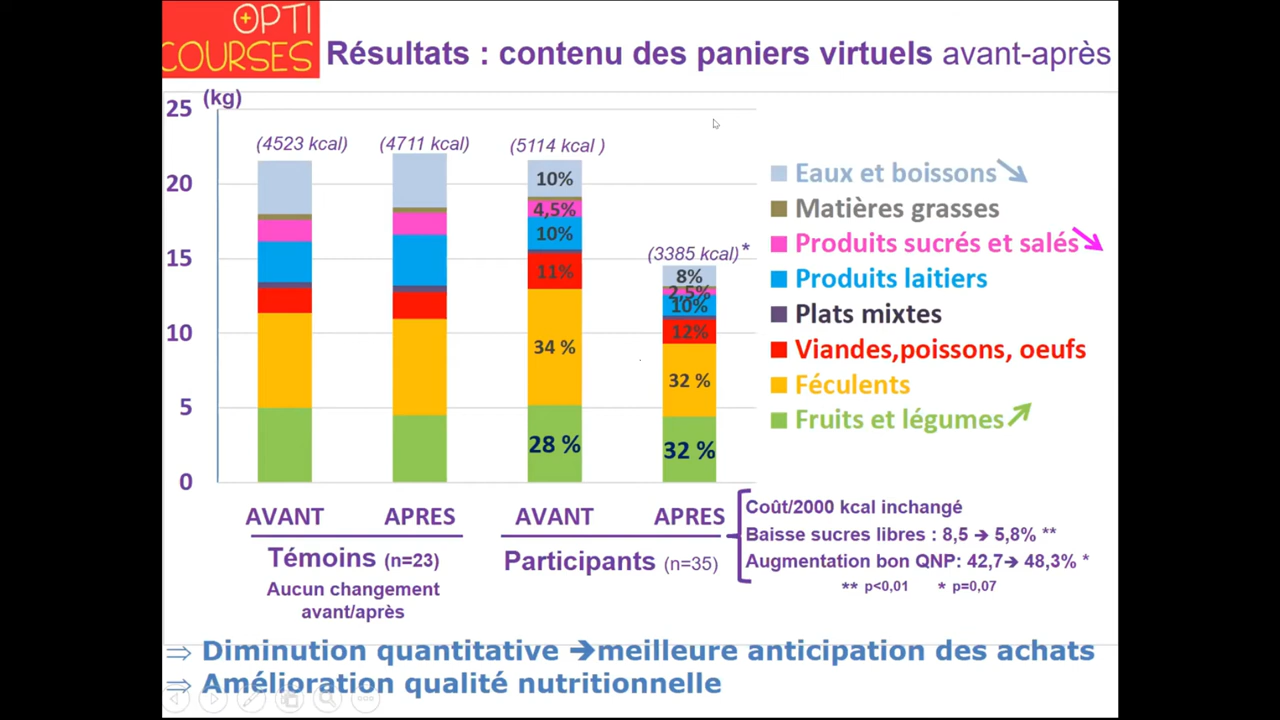 OPTI
COURSES
Résultats : contenu des paniers virtuels avant-après
(kg)
25
20
15
10
5
0
(4523 kcal)
(4711 kcal)
(5114 kcal )
(3385 kcal)*
10%
4,5%
10%
11%
34 %
28 %
8%
2,5%
10%
12%
32 %
32 %
Eaux et boissons
Matières grasses
Produits sucrés et salés
Produits laitiers
Plats mixtes
Viandes,poissons, oeufs
Féculents
Fruits et légumes
AVANT
APRES
AVANT
APRES
Témoins (n=23)
Aucun changement
avant/après
Participants (n=35)
Coût/2000 kcal inchangé
Baisse sucres libres : 8,5 ➔ 5,8% **
Augmentation bon QNP: 42,7➔ 48,3% *
** p<0,01 * p=0,07
⇒ Diminution quantitative ➔meilleure anticipation des achats
⇒ Amélioration qualité nutritionnelle